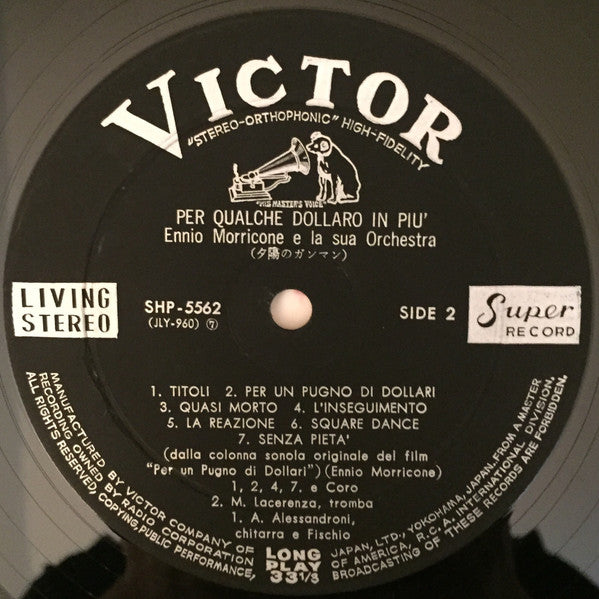 VICTOR
"STEREO-ORTHOPHONIC" HIGH-FIDELITY
"HIS MASTER'S VOICE"
PER QUALCHE DOLLARO IN PIU'
Ennio Morricone e la sua Orchestra
(夕陽のガンマン)
LIVING
STEREO
SHP-5562
(JLY-960) ⑦
SIDE 2
Super
RECORD
1. TITOLI 2. PER UN PUGNO DI DOLLARI
3. QUASI MORTO 4. L'INSEGUIMENTO
5. LA REAZIONE 6. SQUARE DANCE
7. SENZA PIETA'
(dalla colonna sonola originale del film
"Per un Pugno di Dollari") (Ennio Morricone)
1, 2, 4, 7. e Coro
2. M. Lacerenza, tromba
1. A. Alessandroni,
chitarra e Fischio
LONG
PLAY
33 1/3
MANUFACTURED BY VICTOR COMPANY OF JAPAN, LTD., YOKOHAMA, JAPAN, FROM A MASTER
RECORDING OWNED BY RADIO CORPORATION OF AMERICA, R.C.A. INTERNATIONAL DIVISION.
ALL RIGHTS RESERVED, COPYING, PUBLIC PERFORMANCE, BROADCASTING OF THESE RECORDS ARE FORBIDDEN.